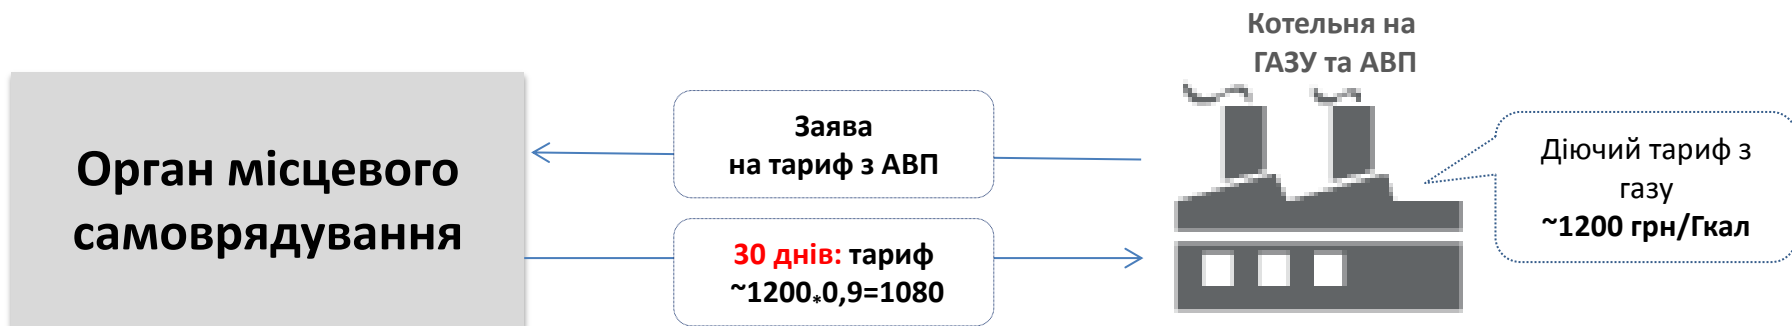 Котельня на
ГАЗУ та АВП
Орган місцевого
самоврядування
Заява
на тариф з АВП
30 днів: тариф
~1200*0,9=1080
Діючий тариф з
газу
~1200 грн/Гкал